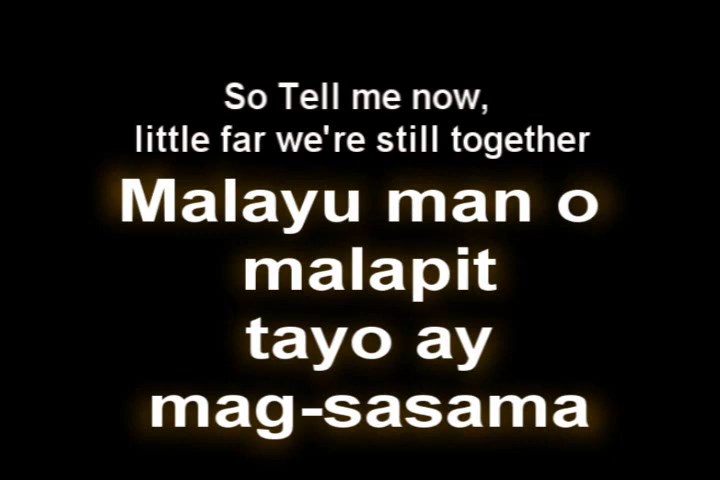 So Tell me now,
little far we're still together
Malayu man o
malapit
tayo ay
mag-sasama